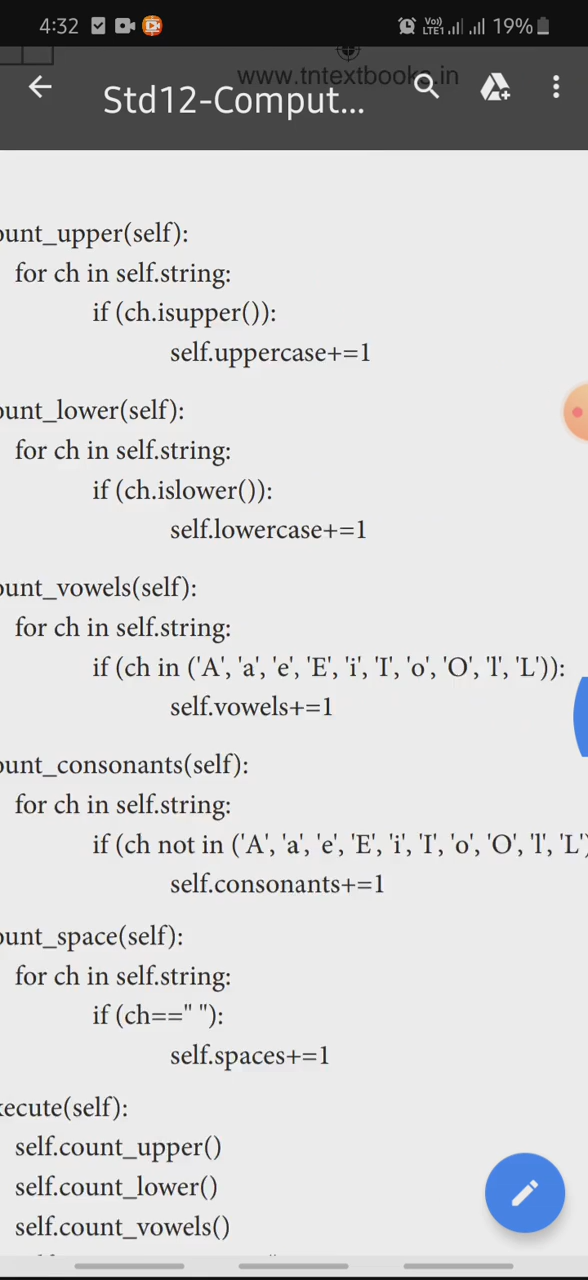 4:32
Vo)) LTE1 19%
www.tntextbooks.in
Std12-Comput...
ount_upper(self):
for ch in self.string:
if (ch.isupper()):
self.uppercase+=1
ount_lower(self):
for ch in self.string:
if (ch.islower()):
self.lowercase+=1
ount_vowels(self):
for ch in self.string:
if (ch in ('A', 'a', 'e', 'E', 'i', 'I', 'o', 'O', 'l', 'L')):
self.vowels+=1
ount_consonants(self):
for ch in self.string:
if (ch not in ('A', 'a', 'e', 'E', 'i', 'I', 'o', 'O', 'l', 'L')
self.consonants+=1
ount_space(self):
for ch in self.string:
if (ch==" "):
self.spaces+=1
xecute(self):
self.count_upper()
self.count_lower()
self.count_vowels()